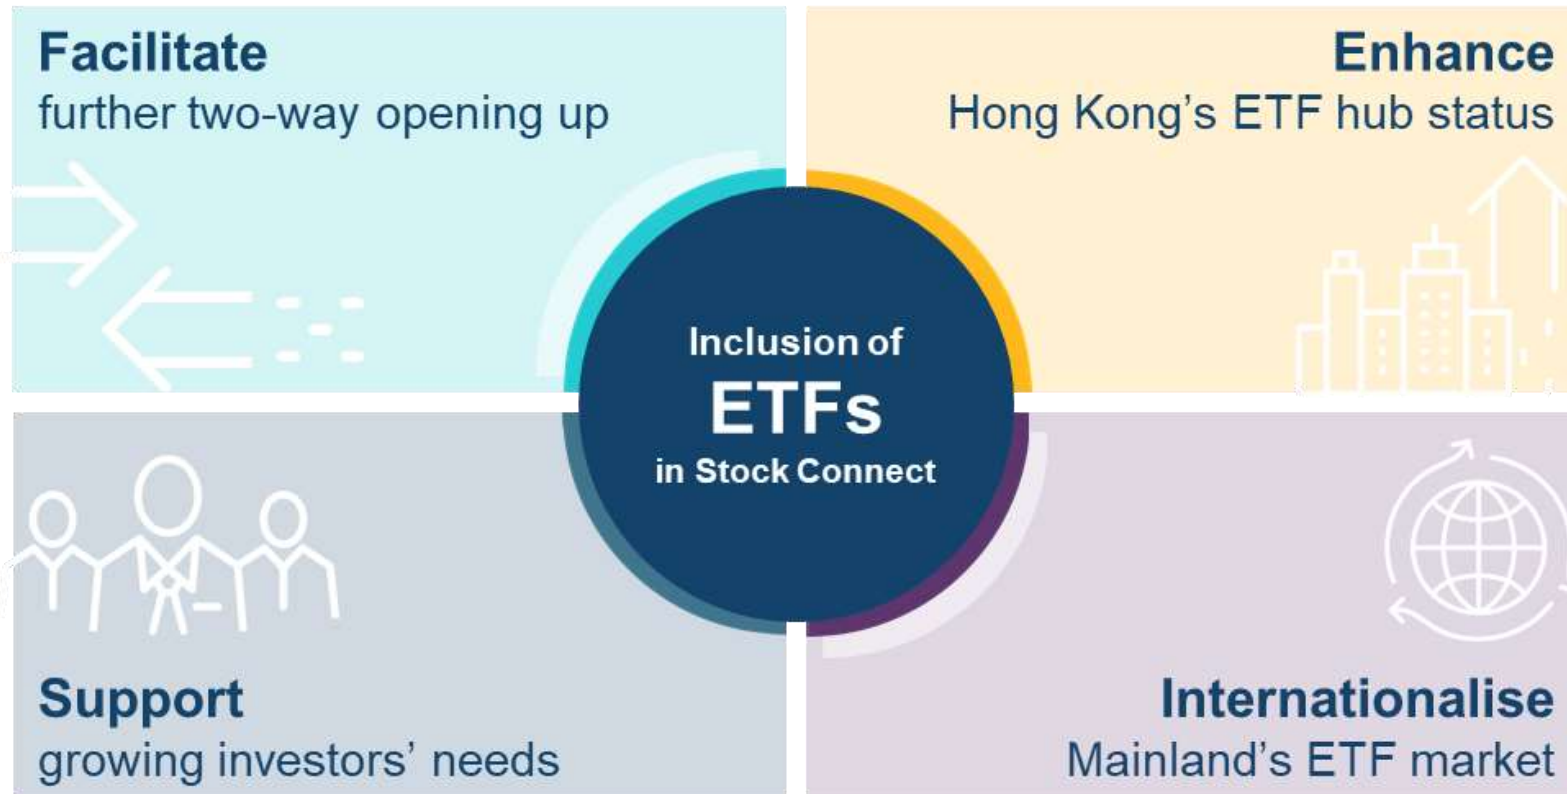 Facilitate
further two-way opening up
Enhance
Hong Kong’s ETF hub status
Inclusion of
ETFs
in Stock Connect
Support
growing investors’ needs
Internationalise
Mainland’s ETF market